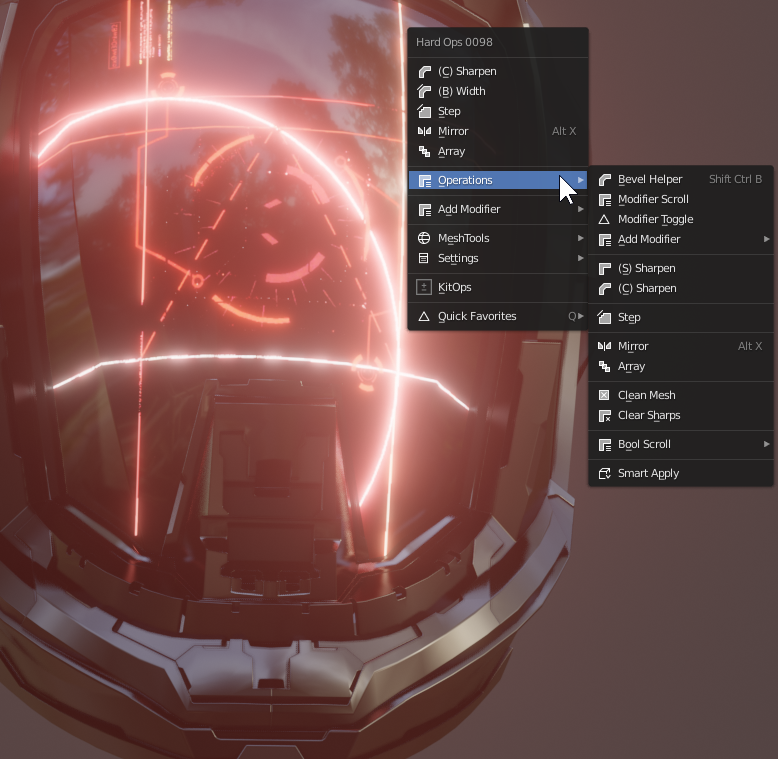 Hard Ops 0098
(C) Sharpen
(B) Width
Step
Mirror Alt X
Array
Operations
Add Modifier
MeshTools
Settings
KitOps
Quick Favorites Q
Bevel Helper Shift Ctrl B
Modifier Scroll
Modifier Toggle
Add Modifier
(S) Sharpen
(C) Sharpen
Step
Mirror Alt X
Array
Clean Mesh
Clear Sharps
Bool Scroll
Smart Apply